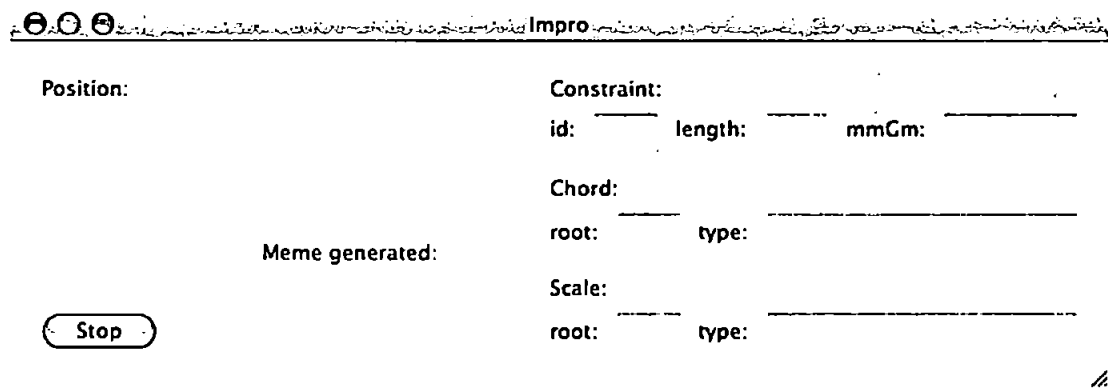 Impro
Position:
Constraint:
id: length: mmGm:
Chord:
root: type:
Meme generated:
Scale:
root: type:
Stop